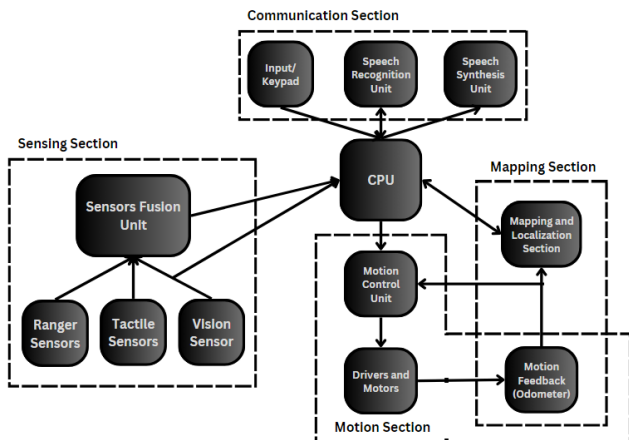 Communication Section
Input/
Keypad
Speech
Recognition
Unit
Speech
Synthesis
Unit
Sensing Section
Sensors Fusion
Unit
CPU
Mapping Section
Mapping and
Localization
Section
Motion
Control
Unit
Ranger
Sensors
Tactile
Sensors
Vision
Sensor
Drivers and
Motors
Motion
Feedback
(Odometer)
Motion Section